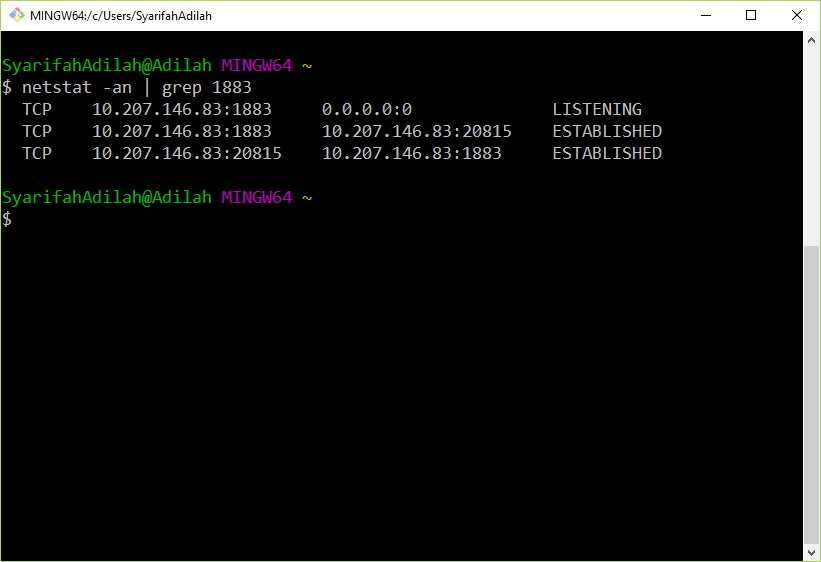 MINGW64:/c/Users/SyarifahAdilah
SyarifahAdilah@Adilah MINGW64 ~
$ netstat -an | grep 1883
  TCP    10.207.146.83:1883     0.0.0.0:0              LISTENING
  TCP    10.207.146.83:1883     10.207.146.83:20815    ESTABLISHED
  TCP    10.207.146.83:20815    10.207.146.83:1883     ESTABLISHED
SyarifahAdilah@Adilah MINGW64 ~
$